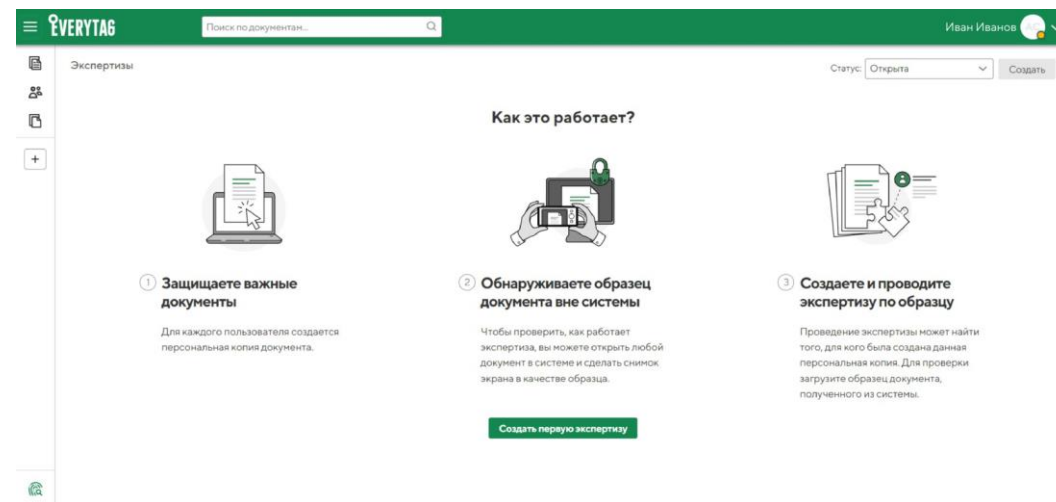 EVERYTAG
Поиск по документам...
Иван Иванов
Экспертизы
Статус: Открыта
Создать
Как это работает?
1 Защищаете важные
документы
Для каждого пользователя создается
персональная копия документа.
2 Обнаруживаете образец
документа вне системы
Чтобы проверить, как работает
экспертиза, вы можете открыть любой
документ в системе и сделать снимок
экрана в качестве образца.
3 Создаете и проводите
экспертизу по образцу
Проведение экспертизы может найти
того, для кого была создана данная
персональная копия. Для проверки
загрузите образец документа,
полученного из системы.
Создать первую экспертизу